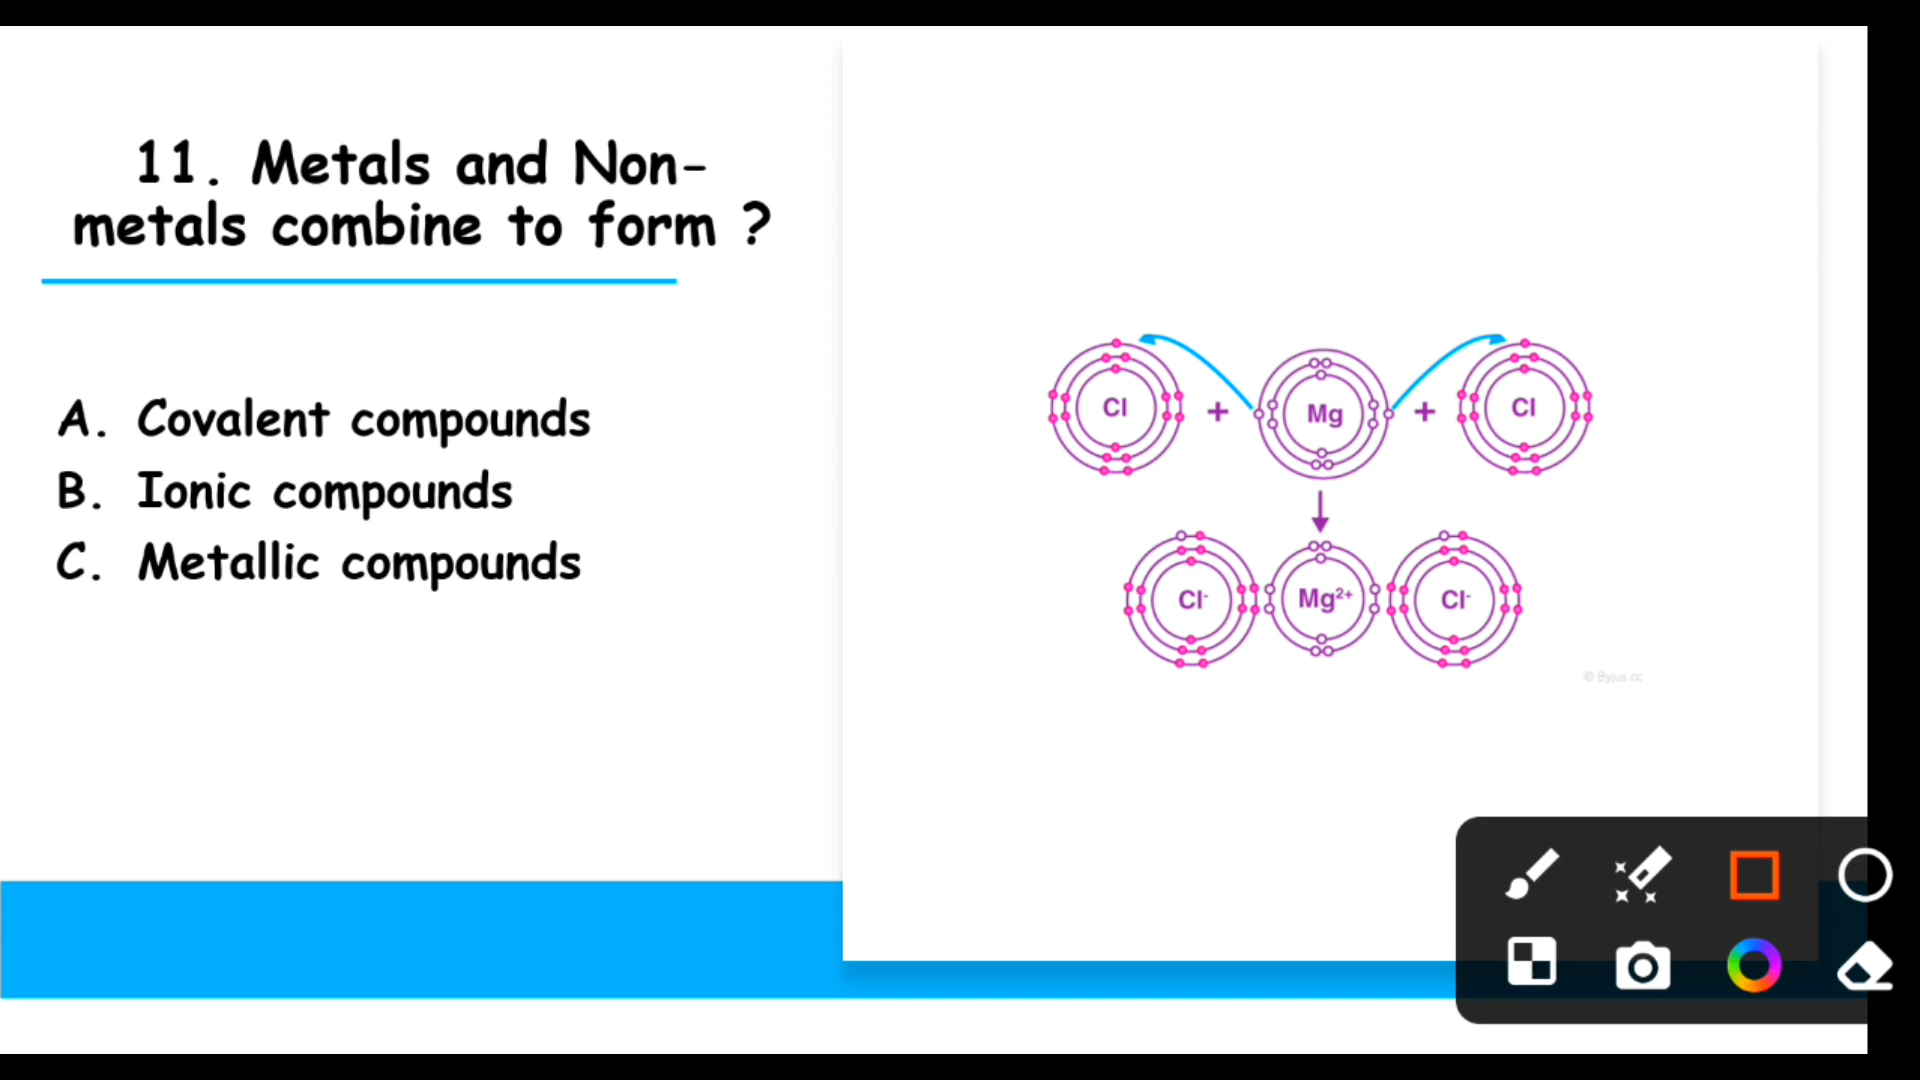 11. Metals and Non-
metals combine to form ?
A. Covalent compounds
B. Ionic compounds
C. Metallic compounds
Cl + Mg + Cl
Cl⁻ Mg²⁺ Cl⁻
© Byjus.cc